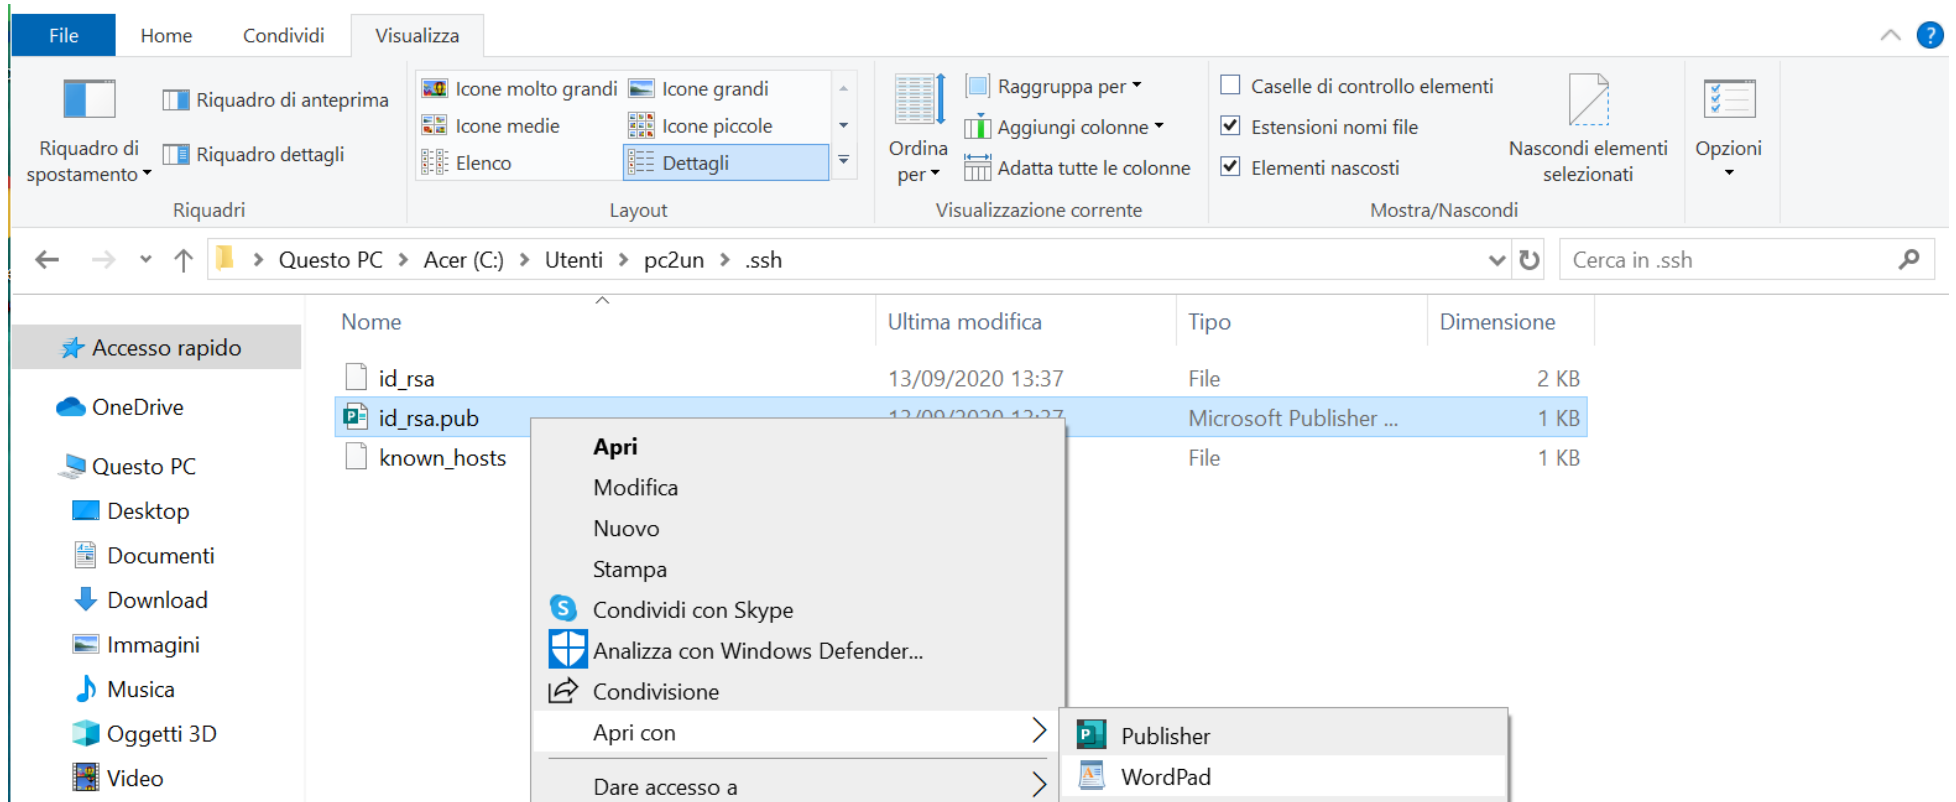 File Home Condividi Visualizza
Riquadro di spostamento
Riquadro di anteprima
Riquadro dettagli
Riquadri
Icone molto grandi Icone grandi
Icone medie Icone piccole
Elenco Dettagli
Layout
Ordina per
Raggruppa per
Aggiungi colonne
Adatta tutte le colonne
Visualizzazione corrente
Caselle di controllo elementi
Estensioni nomi file
Elementi nascosti
Nascondi elementi selezionati
Mostra/Nascondi
Opzioni
Questo PC > Acer (C:) > Utenti > pc2un > .ssh
Cerca in .ssh
Accesso rapido
OneDrive
Questo PC
Desktop
Documenti
Download
Immagini
Musica
Oggetti 3D
Video
Nome Ultima modifica Tipo Dimensione
id_rsa 13/09/2020 13:37 File 2 KB
id_rsa.pub 13/09/2020 13:37 Microsoft Publisher ... 1 KB
known_hosts File 1 KB
Apri
Modifica
Nuovo
Stampa
Condividi con Skype
Analizza con Windows Defender...
Condivisione
Apri con
Dare accesso a
Publisher
WordPad